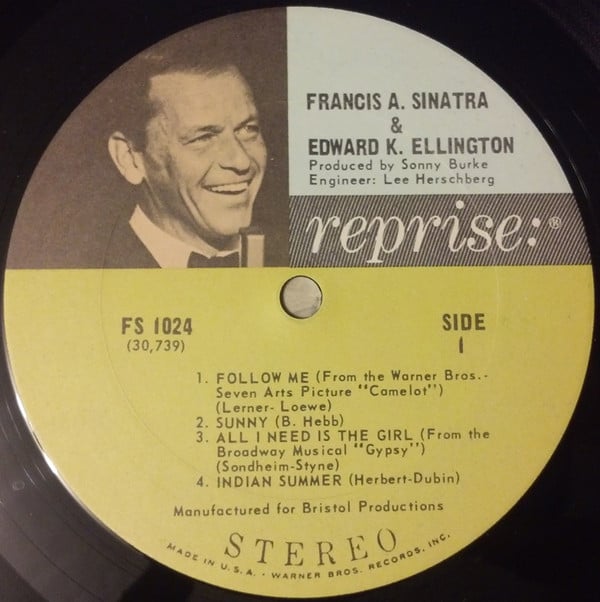 FRANCIS A. SINATRA
&
EDWARD K. ELLINGTON
Produced by Sonny Burke
Engineer: Lee Herschberg
reprise:®
FS 1024
(30,739)
SIDE
1
1. FOLLOW ME (From the Warner Bros.-
Seven Arts Picture "Camelot")
(Lerner- Loewe)
2. SUNNY (B. Hebb)
3. ALL I NEED IS THE GIRL (From the
Broadway Musical "Gypsy")
(Sondheim-Styne)
4. INDIAN SUMMER (Herbert-Dubin)
Manufactured for Bristol Productions
STEREO
MADE IN U.S.A. - WARNER BROS. RECORDS, INC.